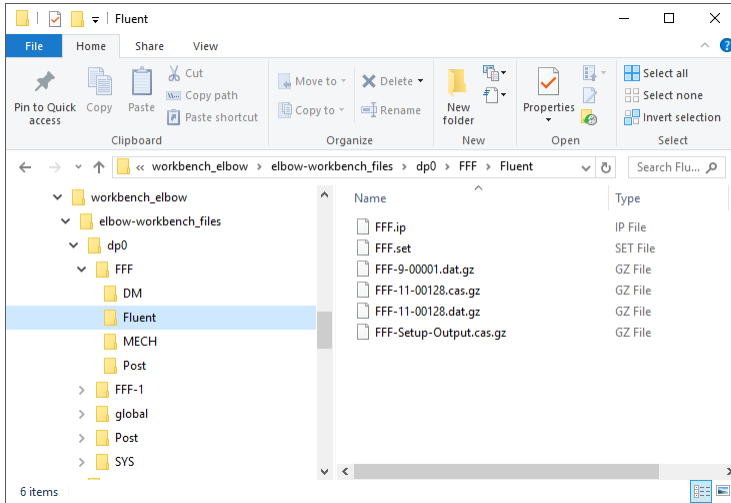 Fluent
File Home Share View
Pin to Quick access
Copy
Paste
Cut
Copy path
Paste shortcut
Clipboard
Move to
Copy to
Delete
Rename
Organize
New folder
New
Properties
Open
Select all
Select none
Invert selection
Select
« workbench_elbow > elbow-workbench_files > dp0 > FFF > Fluent
Search Flu...
workbench_elbow
elbow-workbench_files
dp0
FFF
DM
Fluent
MECH
Post
FFF-1
global
Post
SYS
Name Type
FFF.ip IP File
FFF.set SET File
FFF-9-00001.dat.gz GZ File
FFF-11-00128.cas.gz GZ File
FFF-11-00128.dat.gz GZ File
FFF-Setup-Output.cas.gz GZ File
6 items